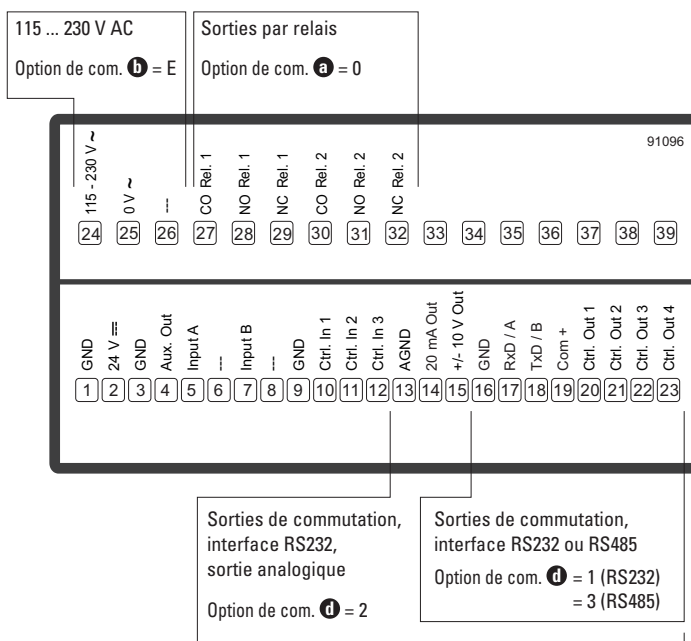 115 ... 230 V AC
Option de com. b = E
Sorties par relais
Option de com. a = 0
91096
115 - 230 V ~
0 V ~
---
CO Rel. 1
NO Rel. 1
NC Rel. 1
CO Rel. 2
NO Rel. 2
NC Rel. 2
24 25 26 27 28 29 30 31 32 33 34 35 36 37 38 39
GND
24 V ⎓
GND
Aux. Out
Input A
---
Input B
---
GND
Ctrl. In 1
Ctrl. In 2
Ctrl. In 3
AGND
20 mA Out
+/- 10 V Out
GND
RxD / A
TxD / B
Com +
Ctrl. Out 1
Ctrl. Out 2
Ctrl. Out 3
Ctrl. Out 4
1 2 3 4 5 6 7 8 9 10 11 12 13 14 15 16 17 18 19 20 21 22 23
Sorties de commutation,
interface RS232,
sortie analogique
Option de com. d = 2
Sorties de commutation,
interface RS232 ou RS485
Option de com. d = 1 (RS232)
= 3 (RS485)